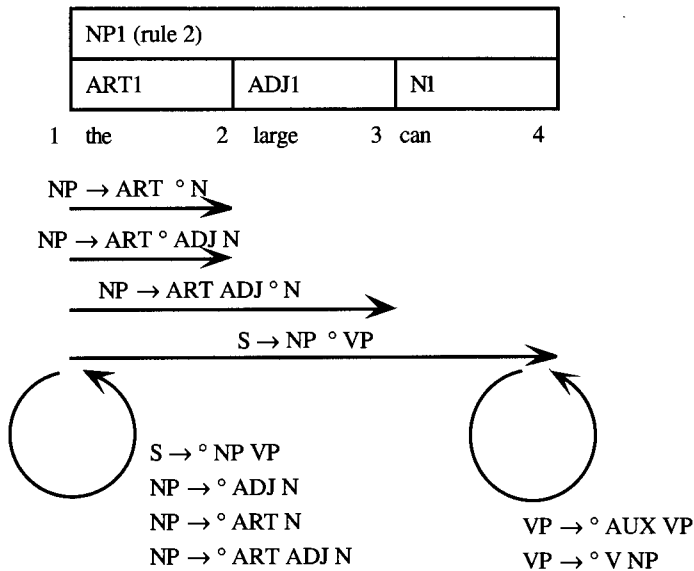 NP1 (rule 2)
ART1 ADJ1 N1
1 the 2 large 3 can 4
NP → ART ° N
NP → ART ° ADJ N
NP → ART ADJ ° N
S → NP ° VP
S → ° NP VP
NP → ° ADJ N
NP → ° ART N
NP → ° ART ADJ N
VP → ° AUX VP
VP → ° V NP